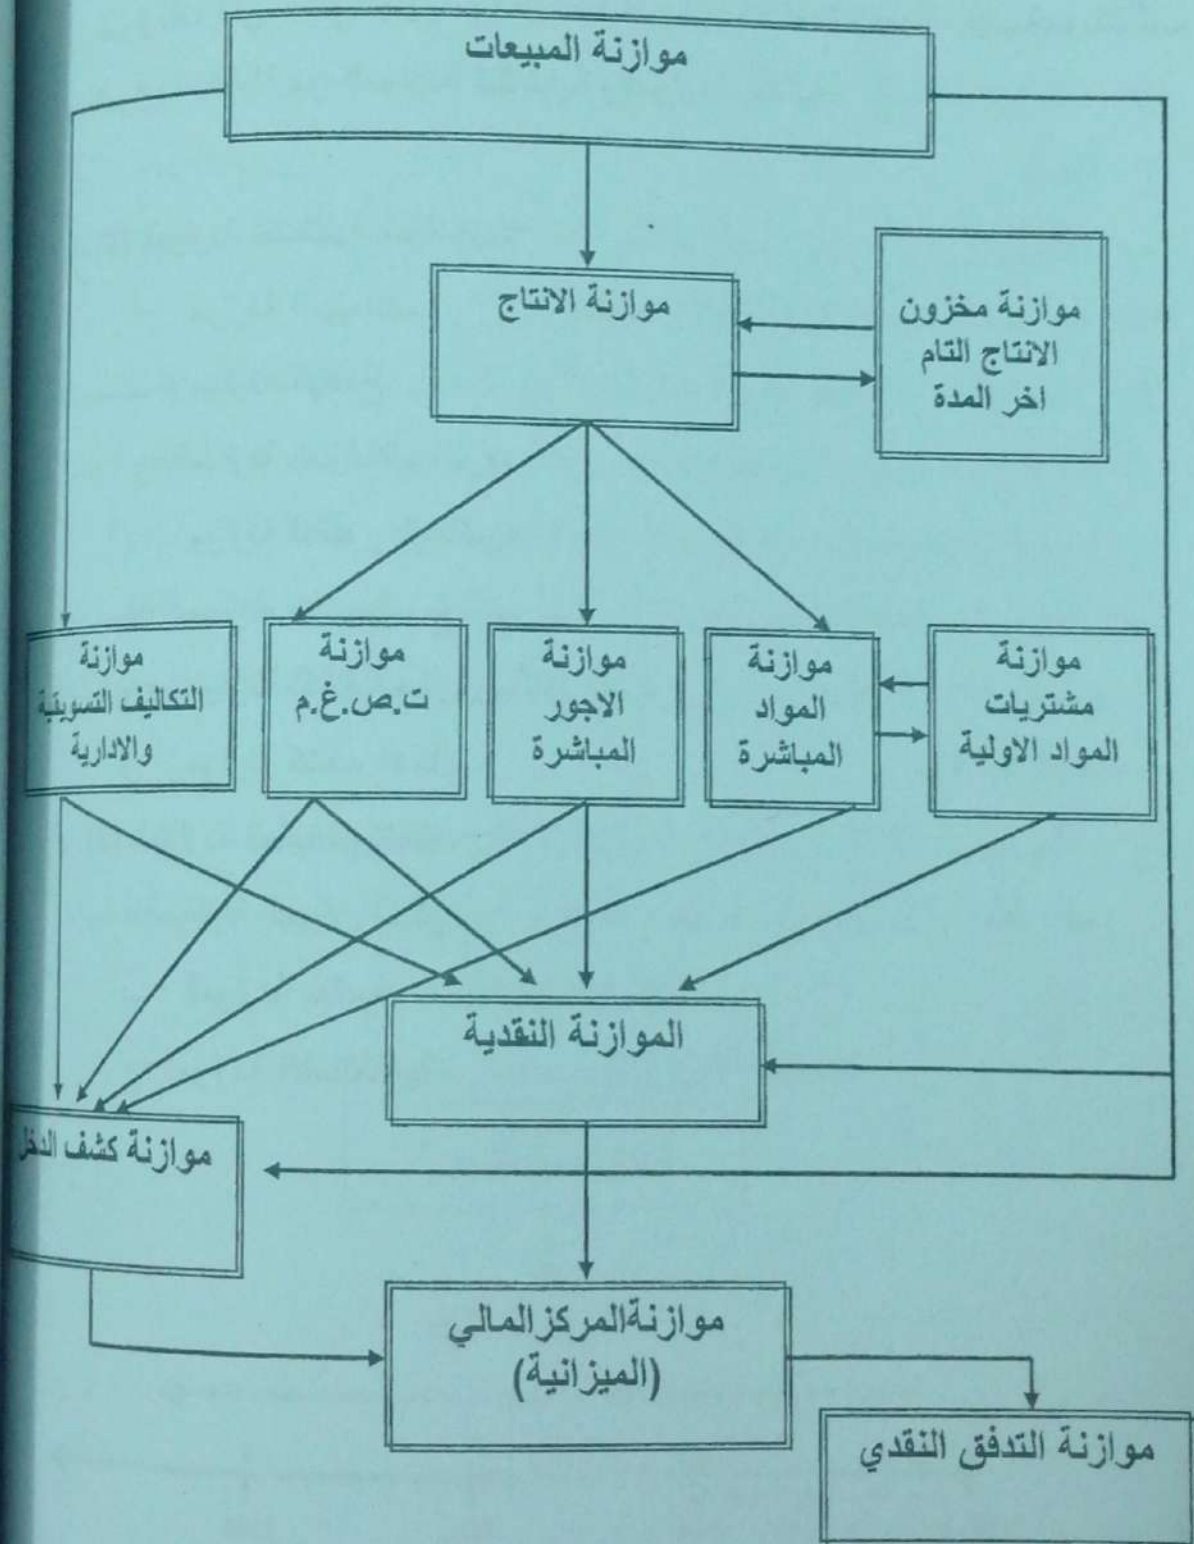 موازنة المبيعات
موازنة الانتاج
موازنة مخزون
الانتاج التام
اخر المدة
موازنة
مشتريات
المواد الاولية
موازنة
المواد
المباشرة
موازنة
الاجور
المباشرة
موازنة
ت.ص.غ.م
موازنة
التكاليف التسويقية
والادارية
الموازنة النقدية
موازنة كشف الدخل
موازنةالمركزالمالي
(الميزانية)
موازنة التدفق النقدي